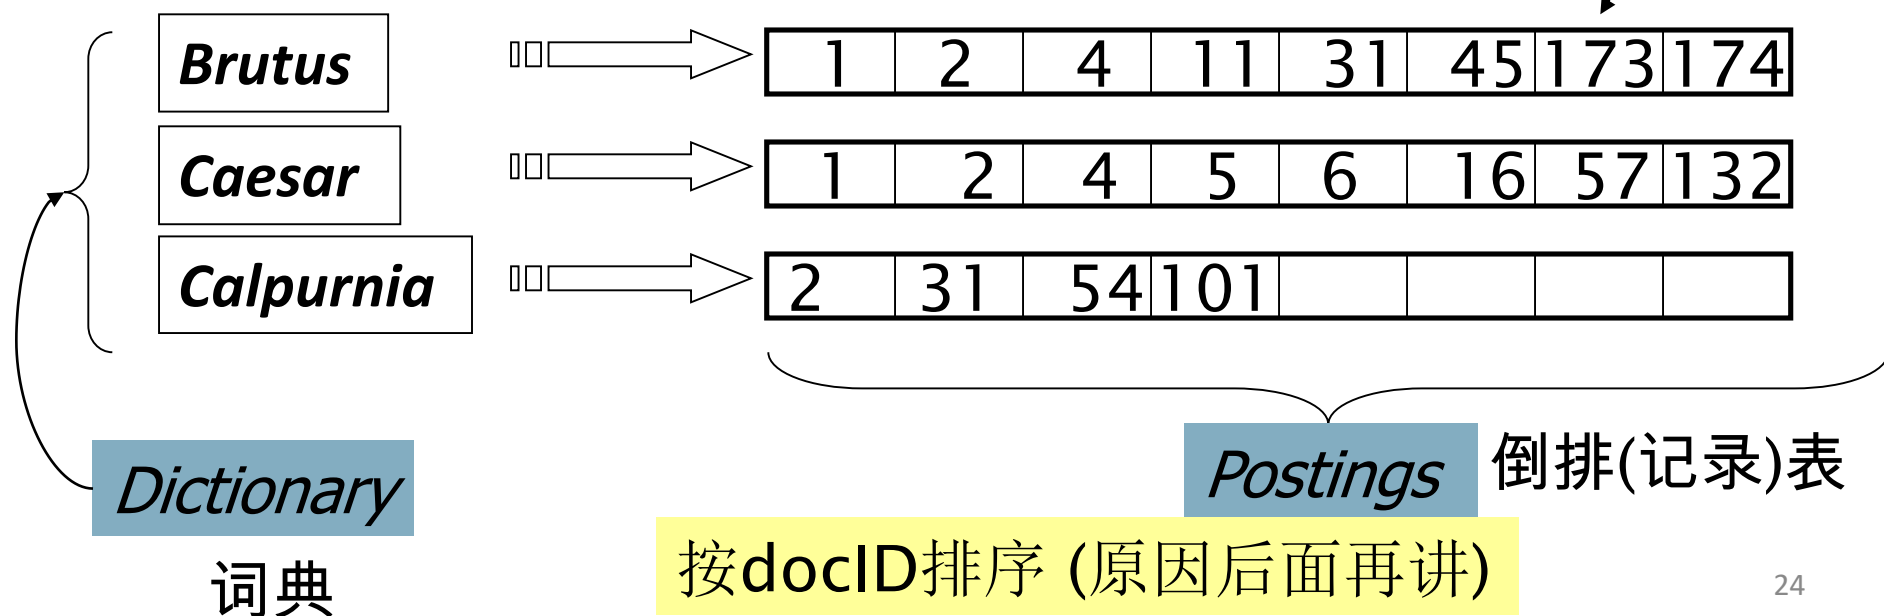 Brutus 1 2 4 11 31 45 173 174
Caesar 1 2 4 5 6 16 57 132
Calpurnia 2 31 54 101
Dictionary
词典
Postings 倒排(记录)表
按docID排序 (原因后面再讲)
24